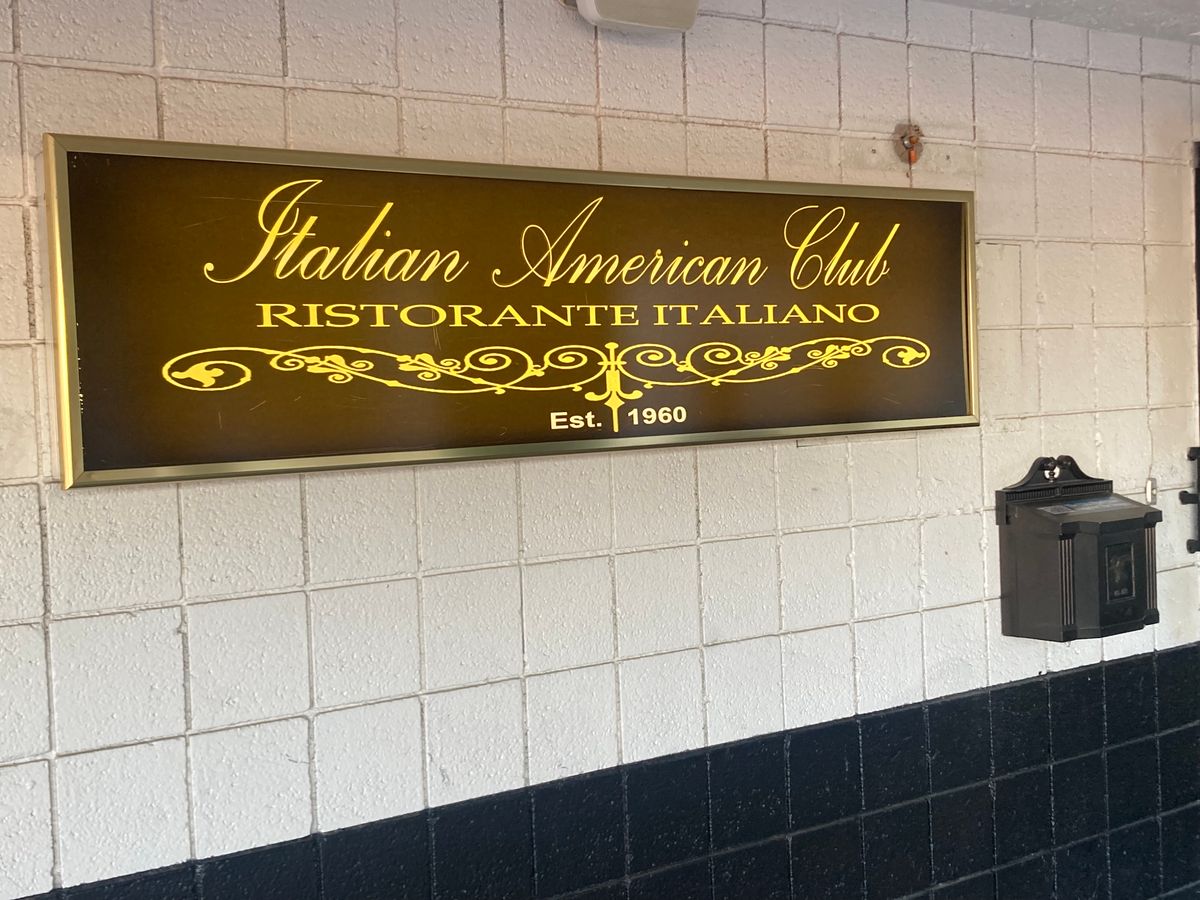 Italian American Club
RISTORANTE ITALIANO
Est. 1960